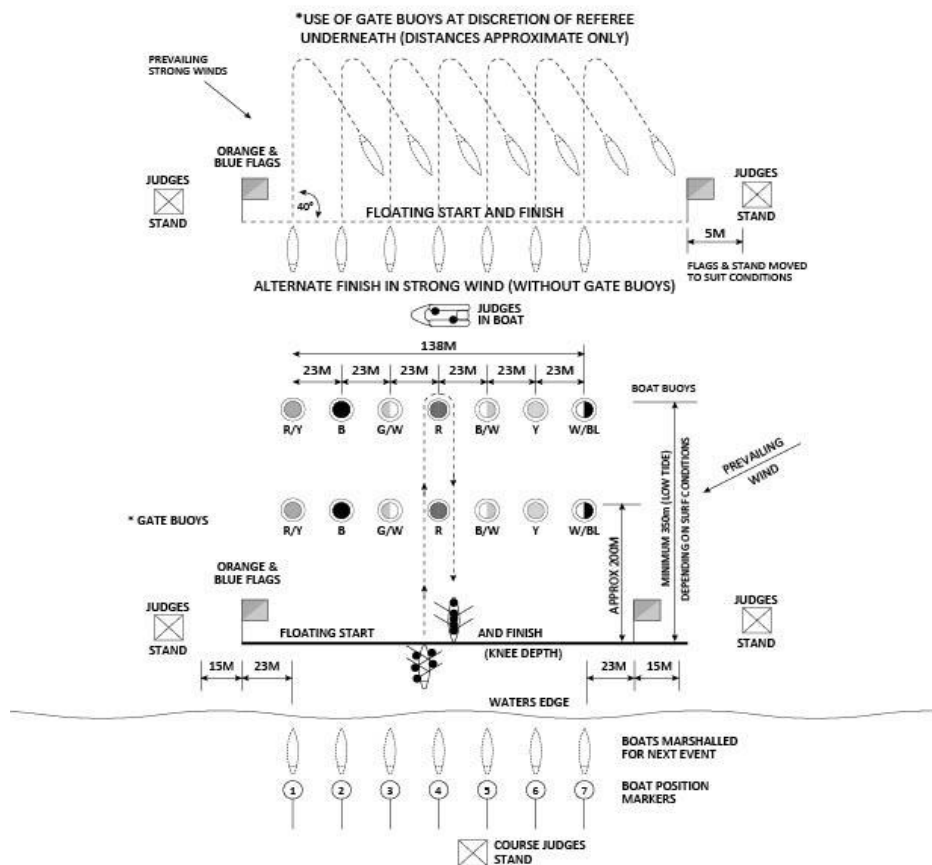 *USE OF GATE BUOYS AT DISCRETION OF REFEREE
UNDERNEATH (DISTANCES APPROXIMATE ONLY)
PREVAILING
STRONG WINDS
ORANGE &
BLUE FLAGS
JUDGES
STAND
40°
FLOATING START AND FINISH
JUDGES
STAND
5M
FLAGS & STAND MOVED
TO SUIT CONDITIONS
ALTERNATE FINISH IN STRONG WIND (WITHOUT GATE BUOYS)
JUDGES
IN BOAT
138M
23M 23M 23M 23M 23M 23M
BOAT BUOYS
R/Y B G/W R B/W Y W/BL
PREVAILING
WIND
MINIMUM 350m (LOW TIDE)
DEPENDING ON SURF CONDITIONS
* GATE BUOYS
R/Y B G/W R B/W Y W/BL
APPROX 200M
ORANGE &
BLUE FLAGS
JUDGES
STAND
FLOATING START AND FINISH
(KNEE DEPTH)
JUDGES
STAND
15M 23M 23M 15M
WATERS EDGE
BOATS MARSHALLED
FOR NEXT EVENT
1 2 3 4 5 6 7
BOAT POSITION
MARKERS
COURSE JUDGES
STAND